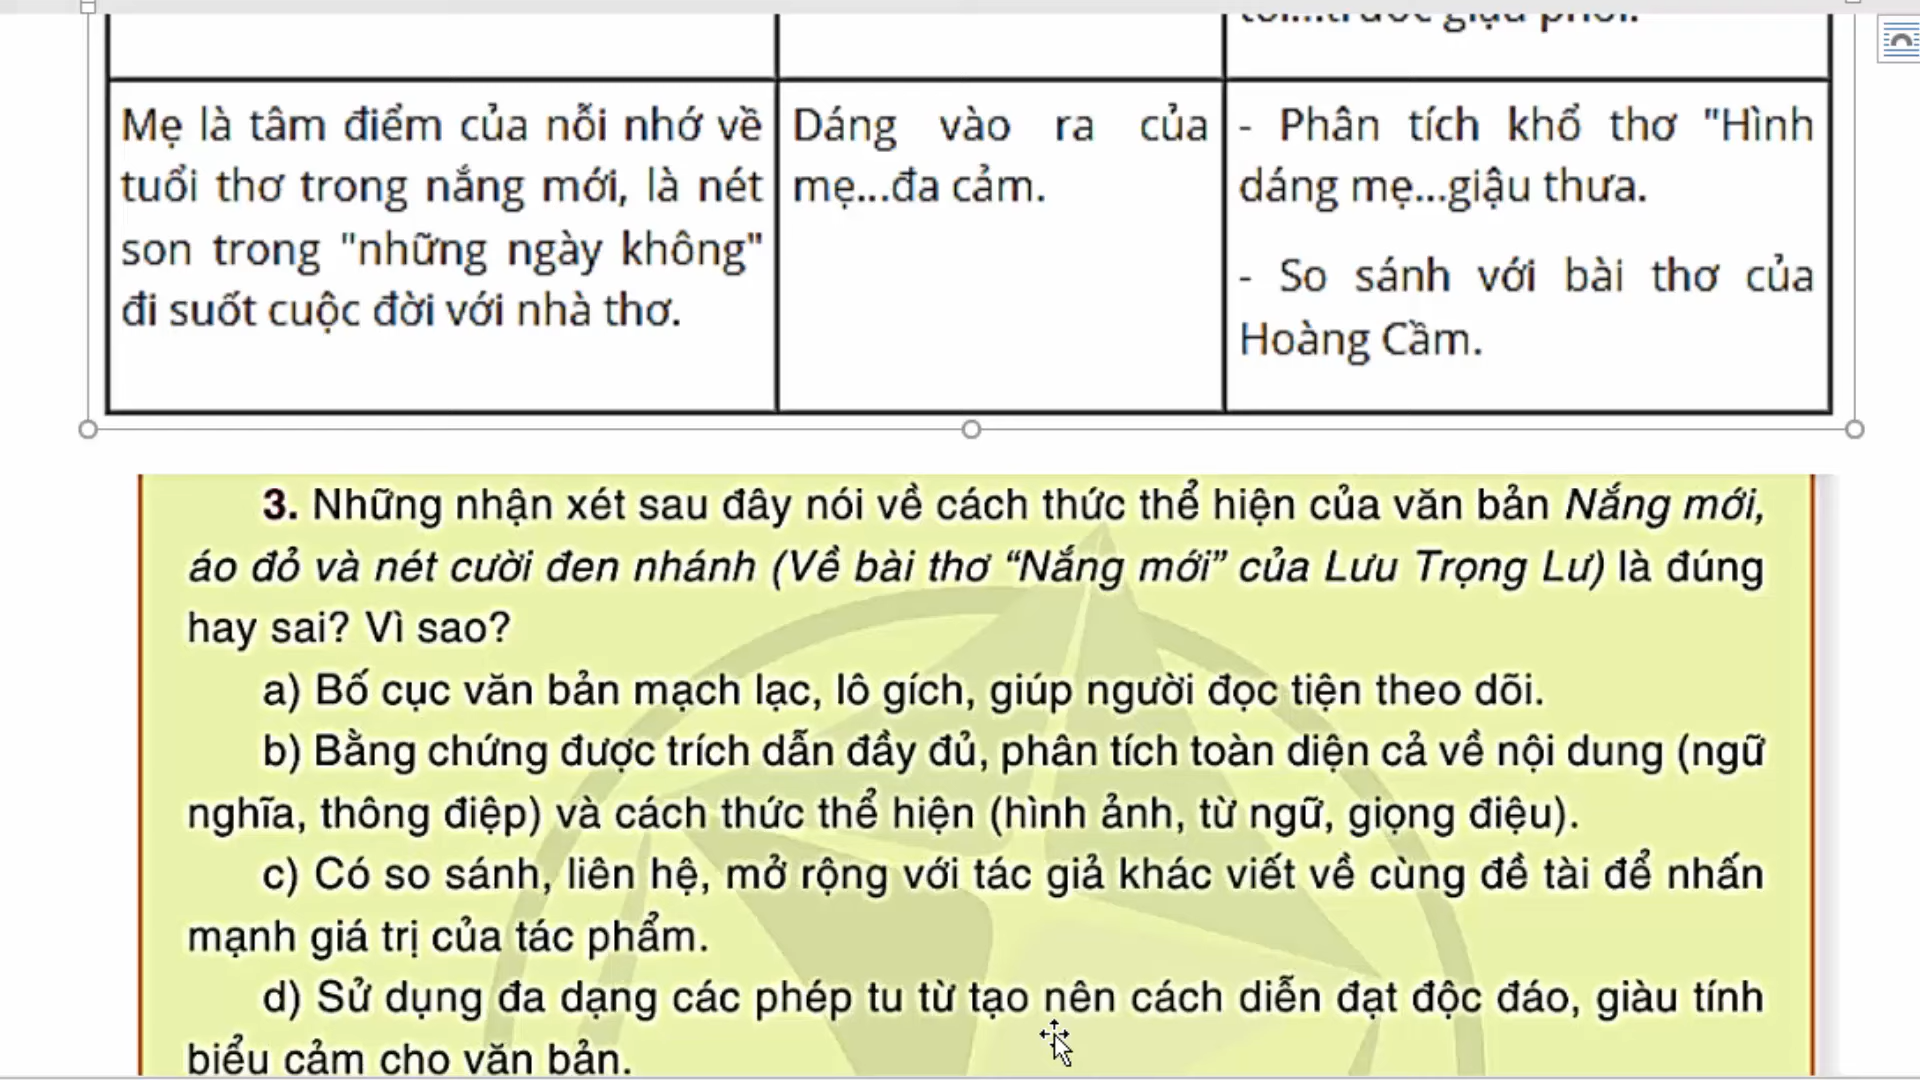 Mẹ là tâm điểm của nỗi nhớ về
tuổi thơ trong nắng mới, là nét
son trong "những ngày không"
đi suốt cuộc đời với nhà thơ.
Dáng vào ra của
mẹ...đa cảm.
- Phân tích khổ thơ "Hình
dáng mẹ...giậu thưa.
- So sánh với bài thơ của
Hoàng Cầm.
3. Những nhận xét sau đây nói về cách thức thể hiện của văn bản Nắng mới,
áo đỏ và nét cười đen nhánh (Về bài thơ “Nắng mới” của Lưu Trọng Lư) là đúng
hay sai? Vì sao?
a) Bố cục văn bản mạch lạc, lô gích, giúp người đọc tiện theo dõi.
b) Bằng chứng được trích dẫn đầy đủ, phân tích toàn diện cả về nội dung (ngữ
nghĩa, thông điệp) và cách thức thể hiện (hình ảnh, từ ngữ, giọng điệu).
c) Có so sánh, liên hệ, mở rộng với tác giả khác viết về cùng đề tài để nhấn
mạnh giá trị của tác phẩm.
d) Sử dụng đa dạng các phép tu từ tạo nên cách diễn đạt độc đáo, giàu tính
biểu cảm cho văn bản.